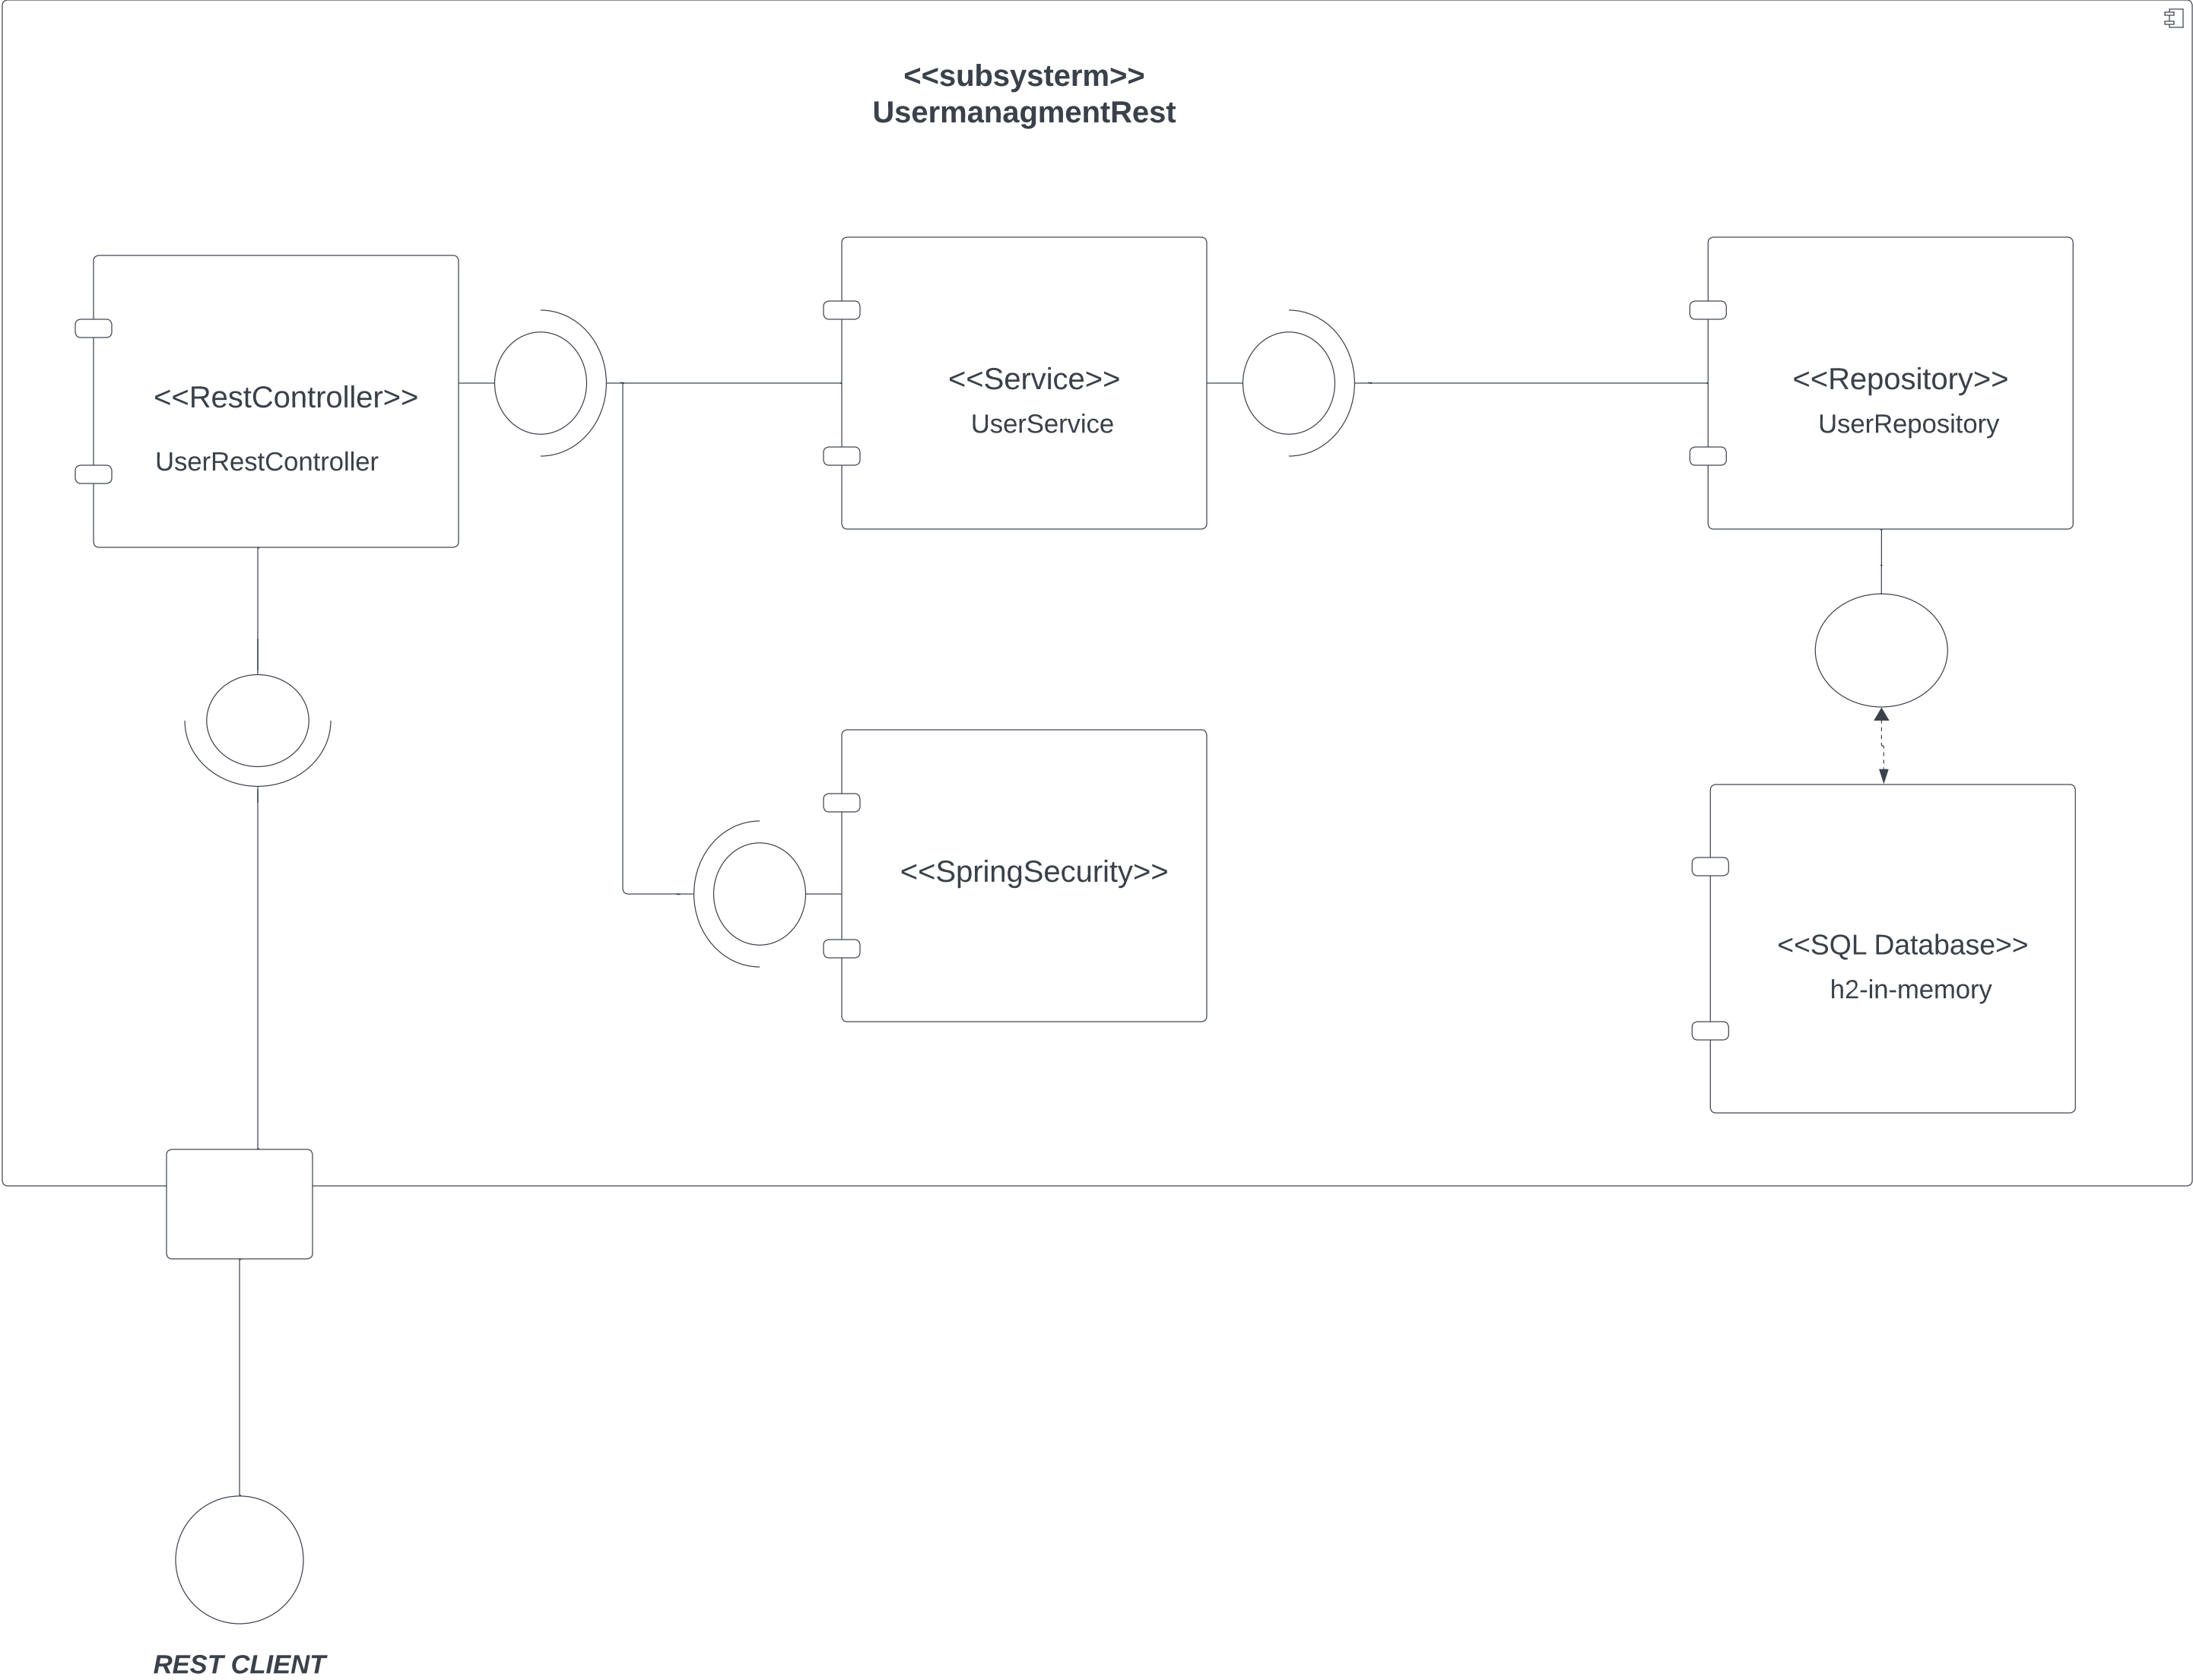 <<subsysterm>>
UsermanagmentRest
<<RestController>>
UserRestController
<<Service>>
UserService
<<Repository>>
UserRepository
<<SpringSecurity>>
<<SQL Database>>
h2-in-memory
REST CLIENT